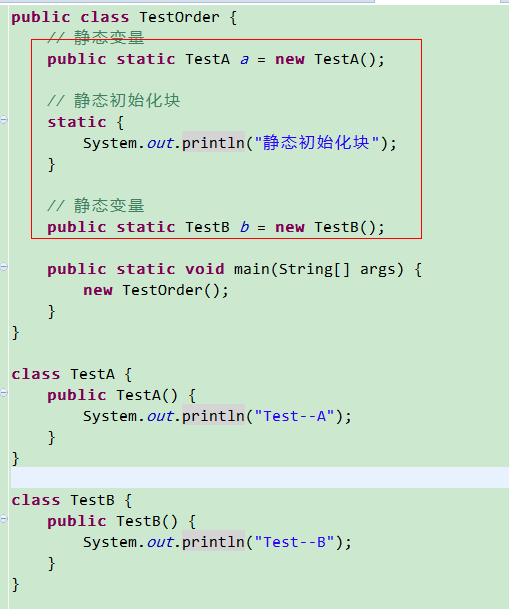 public class TestOrder {
// 静态变量
public static TestA a = new TestA();
// 静态初始化块
static {
System.out.println("静态初始化块");
}
// 静态变量
public static TestB b = new TestB();
public static void main(String[] args) {
new TestOrder();
}
}
class TestA {
public TestA() {
System.out.println("Test--A");
}
}
class TestB {
public TestB() {
System.out.println("Test--B");
}
}